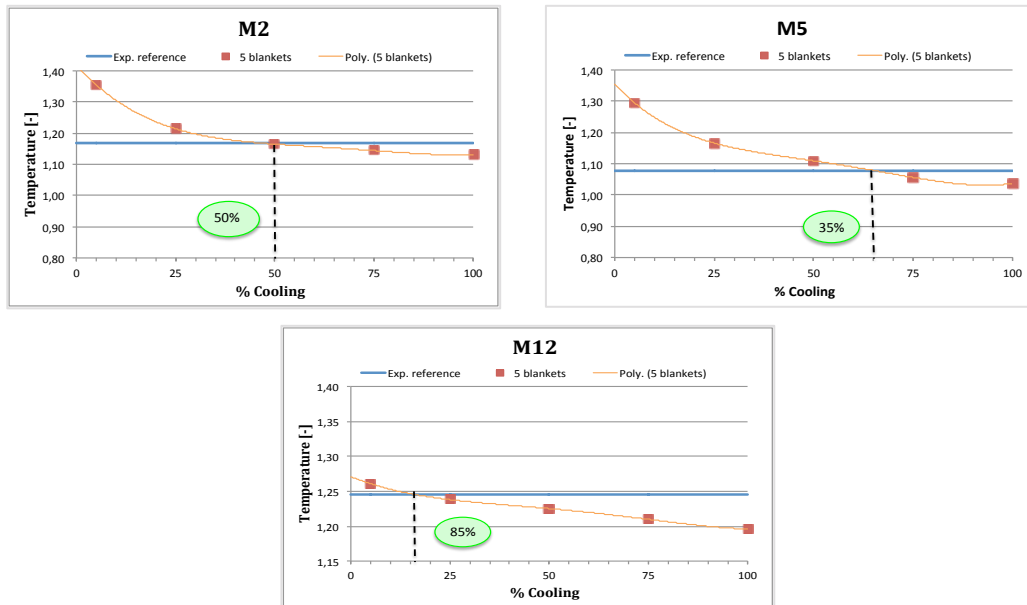 M2
Exp. reference 5 blankets Poly. (5 blankets)
1,40
1,30
1,20
1,10
1,00
0,90
0,80
Temperature [-]
50%
0 25 50 75 100
% Cooling
M5
Exp. reference 5 blankets Poly. (5 blankets)
1,40
1,30
1,20
1,10
1,00
0,90
0,80
Temperature [-]
35%
0 25 50 75 100
% Cooling
M12
Exp. reference 5 blankets Poly. (5 blankets)
1,40
1,35
1,30
1,25
1,20
1,15
Temperature [-]
85%
0 25 50 75 100
% Cooling